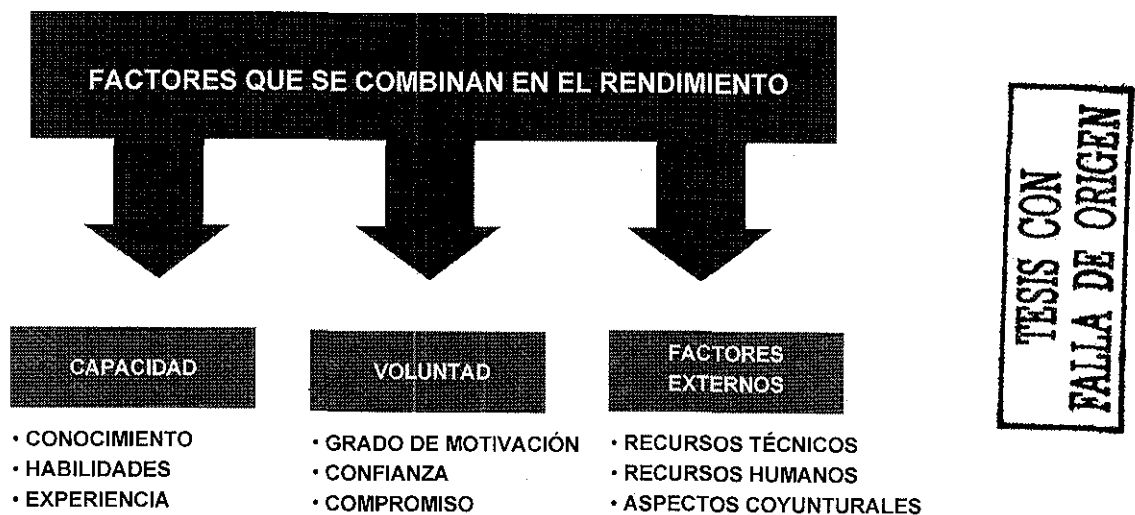 FACTORES QUE SE COMBINAN EN EL RENDIMIENTO
CAPACIDAD
• CONOCIMIENTO
• HABILIDADES
• EXPERIENCIA
VOLUNTAD
• GRADO DE MOTIVACIÓN
• CONFIANZA
• COMPROMISO
FACTORES
EXTERNOS
• RECURSOS TÉCNICOS
• RECURSOS HUMANOS
• ASPECTOS COYUNTURALES
TESIS CON
FALLA DE ORIGEN